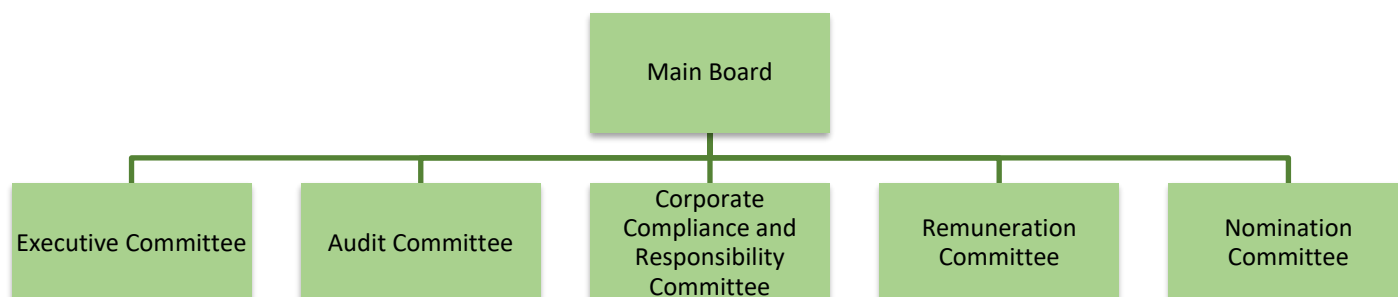 Main Board
Executive Committee
Audit Committee
Corporate
Compliance and
Responsibility
Committee
Remuneration
Committee
Nomination
Committee